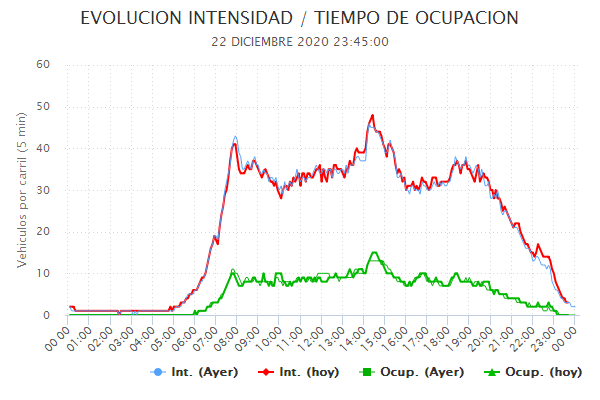 EVOLUCION INTENSIDAD / TIEMPO DE OCUPACION
22 DICIEMBRE 2020 23:45:00
Vehiculos por carril (5 min)
60
50
40
30
20
10
0
00:00 01:00 02:00 03:00 04:00 05:00 06:00 07:00 08:00 09:00 10:00 11:00 12:00 13:00 14:00 15:00 16:00 17:00 18:00 19:00 20:00 21:00 22:00 23:00 00:00
Int. (Ayer) Int. (hoy) Ocup. (Ayer) Ocup. (hoy)